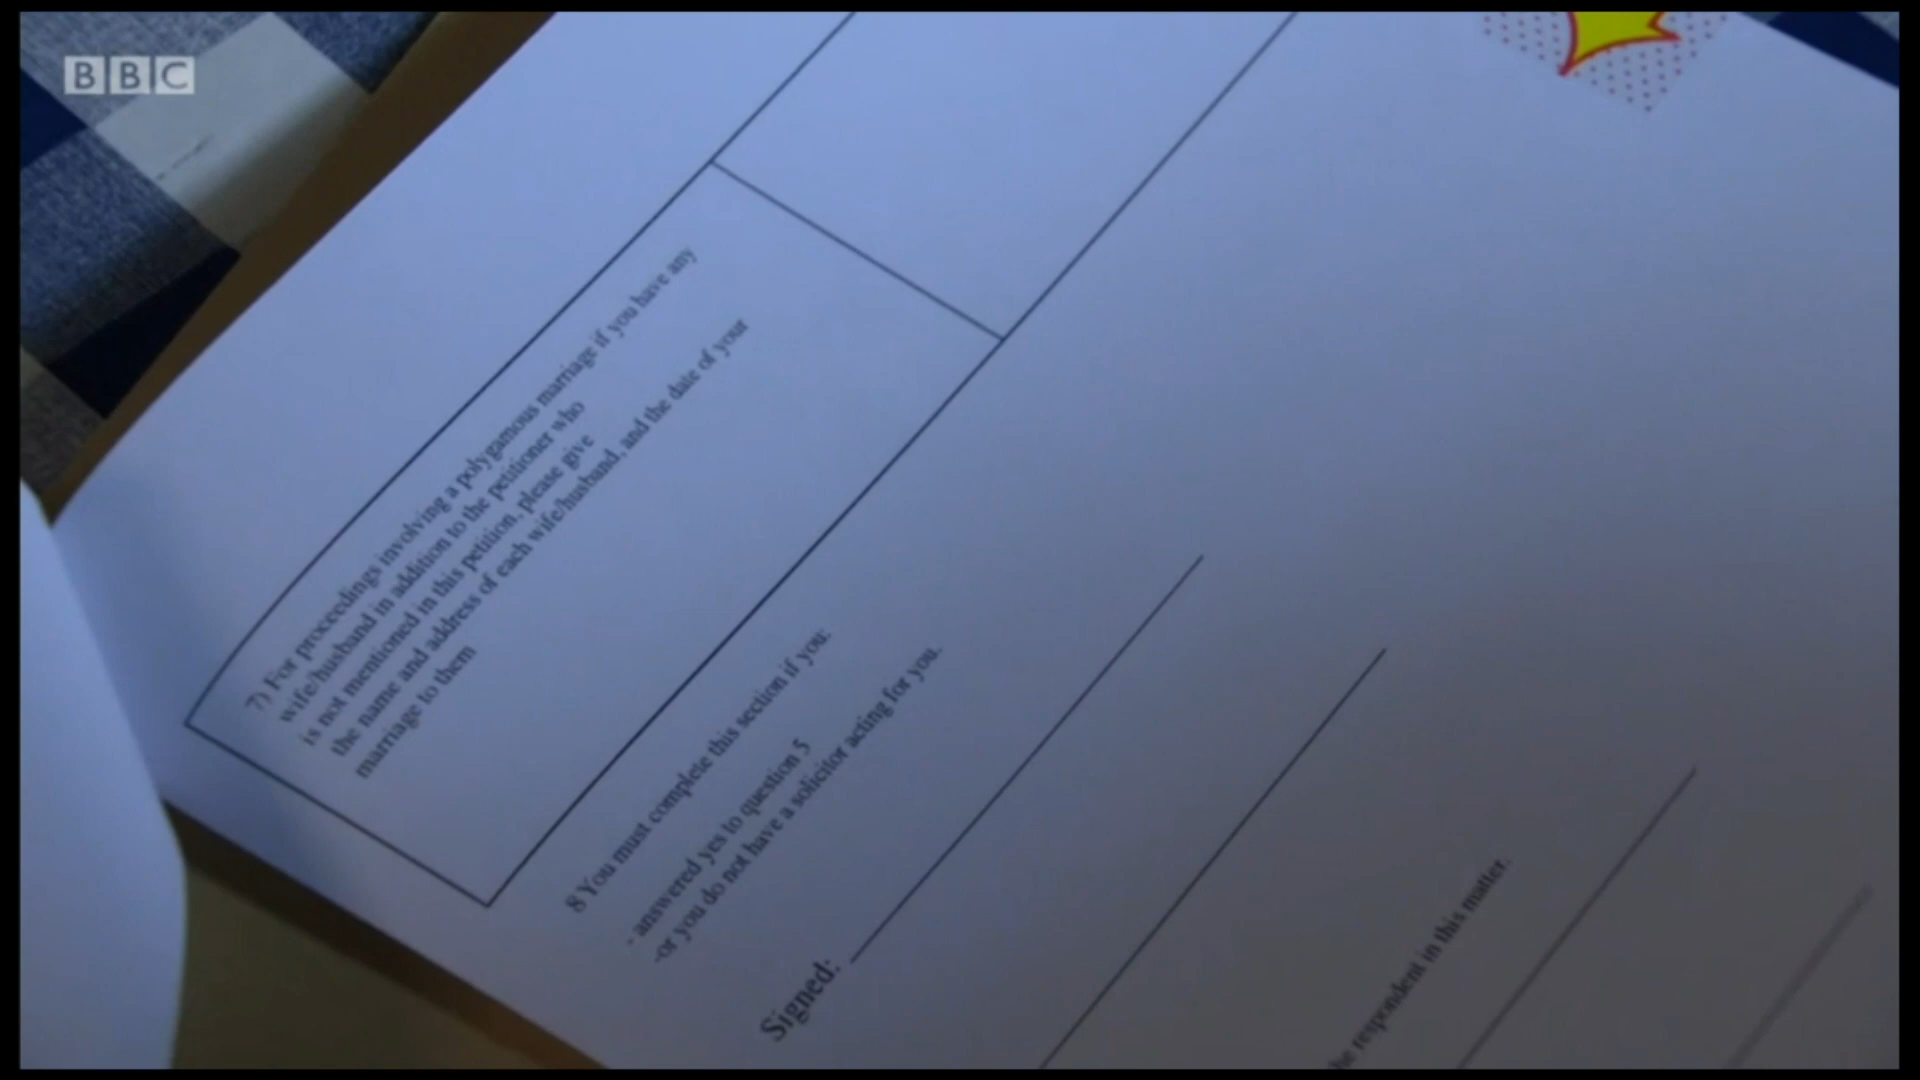 BBC
7) For proceedings involving a polygamous marriage if you have any
wife/husband in addition to the petitioner who
is not mentioned in this petition, please give
the name and address of each wife/husband, and the date of your
marriage to them
8 You must complete this section if you:
- answered yes to question 5
-or you do not have a solicitor acting for you.
Signed:
he respondent in this matter.